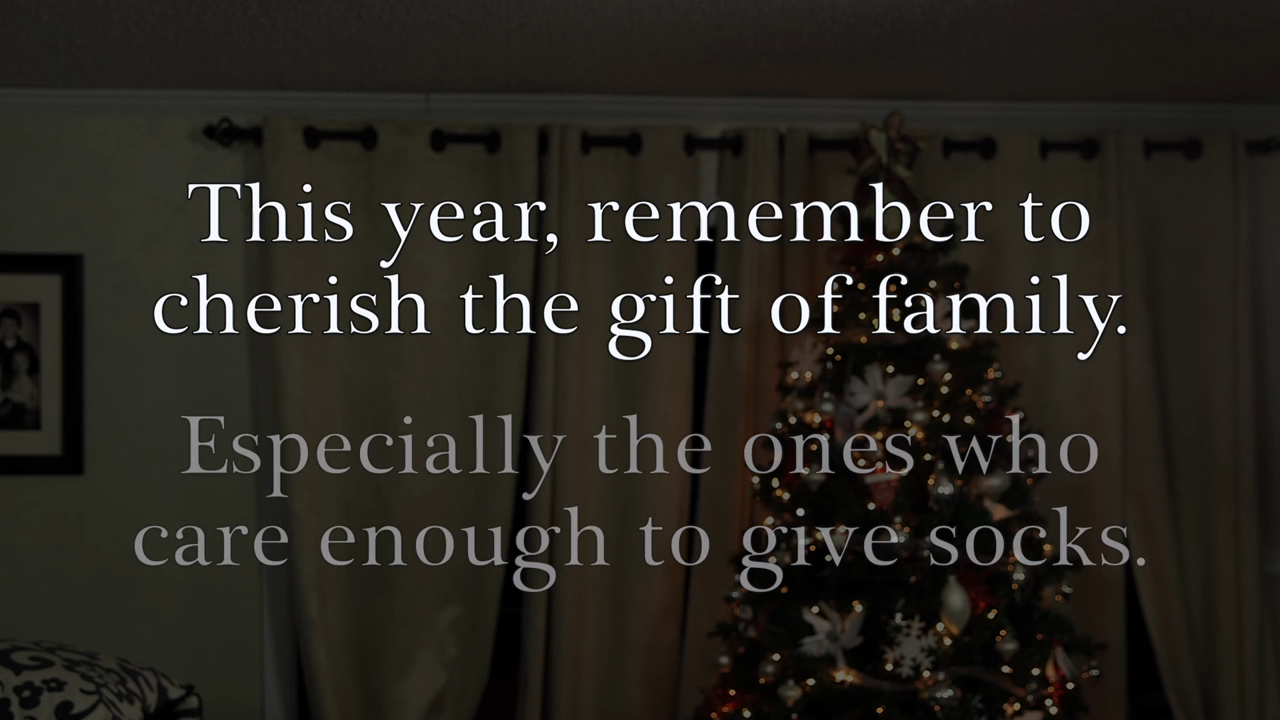 This year, remember to
cherish the gift of family.
Especially the ones who
care enough to give socks.